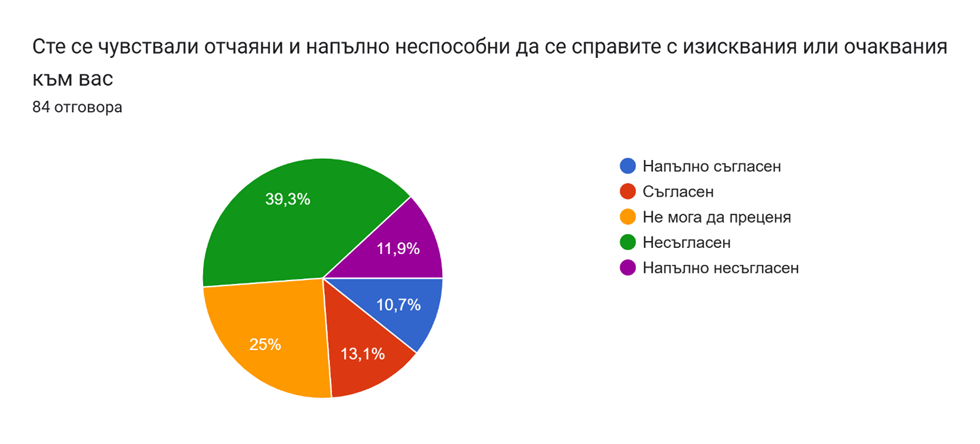 Сте се чувствали отчаяни и напълно неспособни да се справите с изисквания или очаквания
към вас
84 отговора
39,3%
11,9%
10,7%
25%
13,1%
Напълно съгласен
Съгласен
Не мога да преценя
Несъгласен
Напълно несъгласен